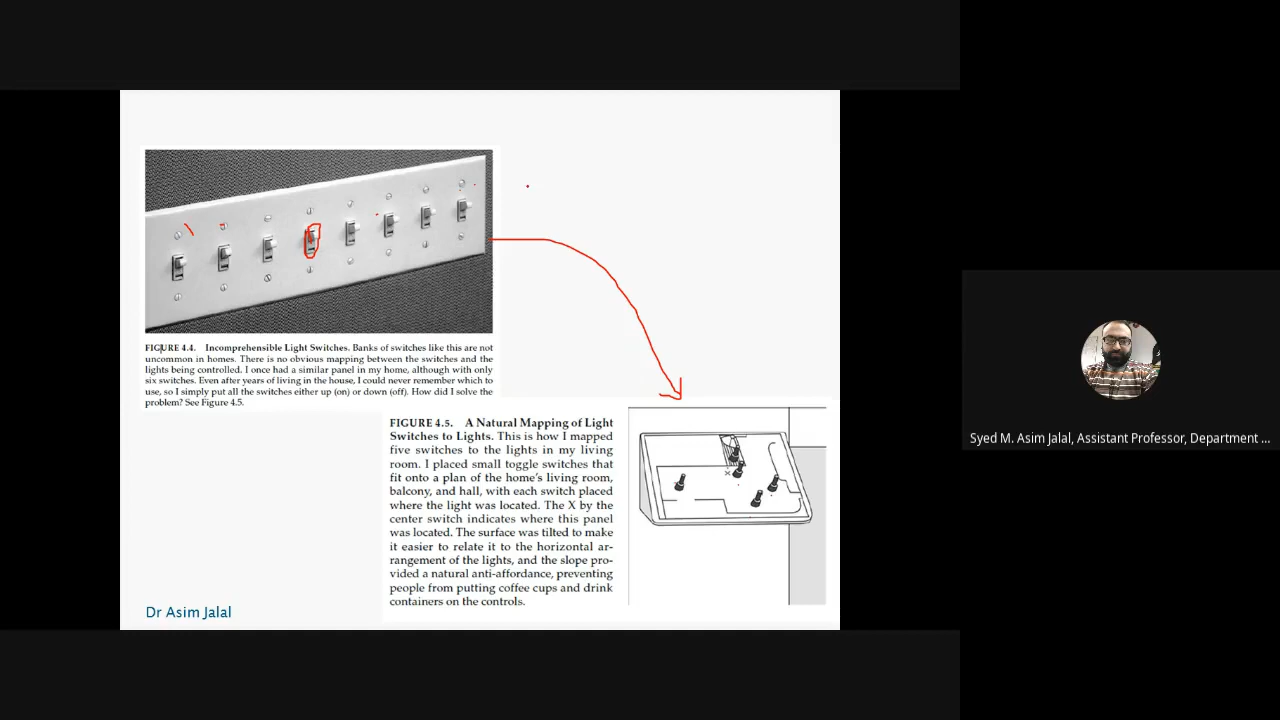 FIGURE 4.4. Incomprehensible Light Switches. Banks of switches like this are not
uncommon in homes. There is no obvious mapping between the switches and the
lights being controlled. I once had a similar panel in my home, although with only
six switches. Even after years of living in the house, I could never remember which to
use, so I simply put all the switches either up (on) or down (off). How did I solve the
problem? See Figure 4.5.
FIGURE 4.5. A Natural Mapping of Light
Switches to Lights. This is how I mapped
five switches to the lights in my living
room. I placed small toggle switches that
fit onto a plan of the home's living room,
balcony, and hall, with each switch placed
where the light was located. The X by the
center switch indicates where this panel
was located. The surface was tilted to make
it easier to relate it to the horizontal ar-
rangement of the lights, and the slope pro-
vided a natural anti-affordance, preventing
people from putting coffee cups and drink
containers on the controls.
X
Dr Asim Jalal
Syed M. Asim Jalal, Assistant Professor, Department ...